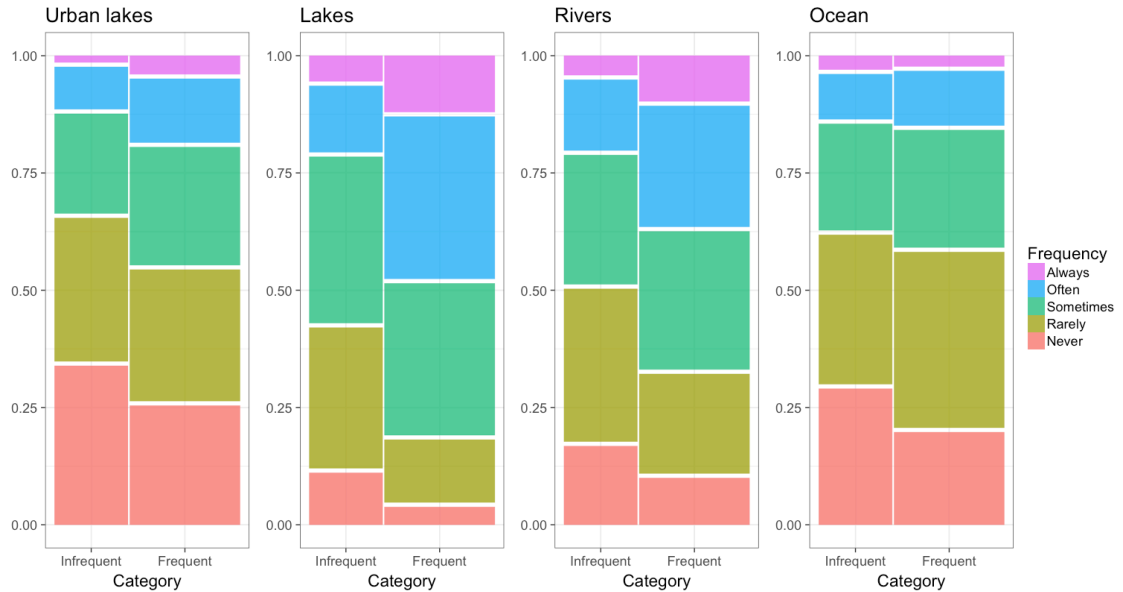 Urban lakes
1.00
0.75
0.50
0.25
0.00
Infrequent Frequent
Category
Lakes
1.00
0.75
0.50
0.25
0.00
Infrequent Frequent
Category
Rivers
1.00
0.75
0.50
0.25
0.00
Infrequent Frequent
Category
Ocean
1.00
0.75
0.50
0.25
0.00
Infrequent Frequent
Category
Frequency
Always
Often
Sometimes
Rarely
Never